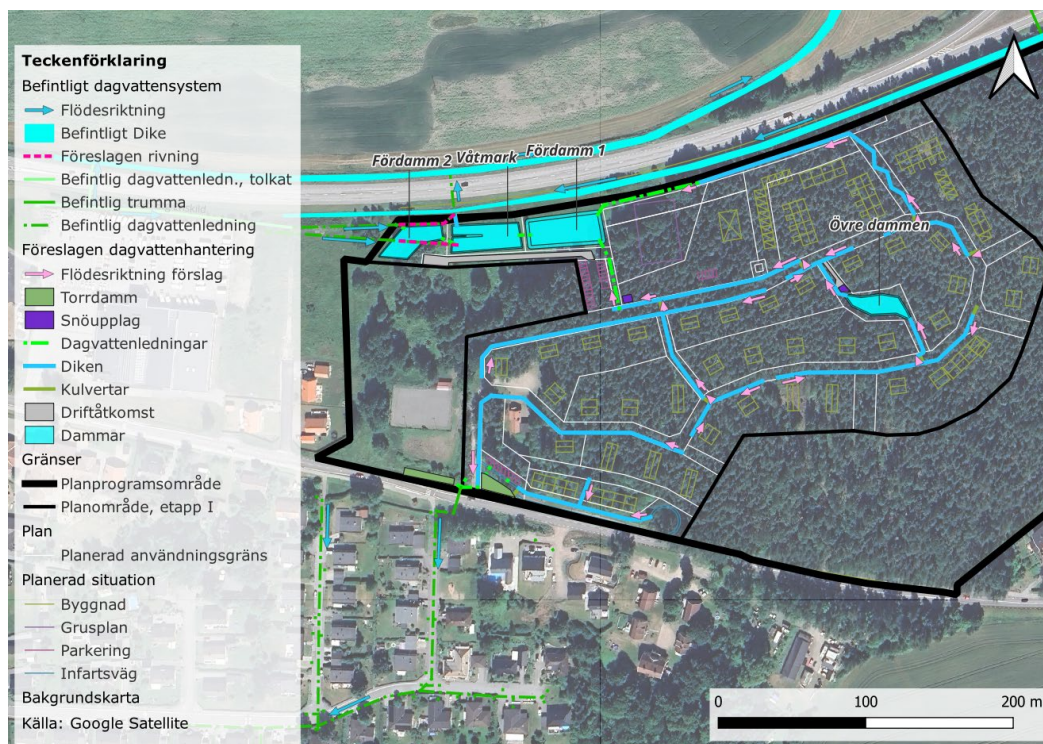 Teckenförklaring
Befintligt dagvattensystem
Flödesriktning
Befintligt Dike
Föreslagen rivning
Befintlig dagvattenledn., tolkat
Befintlig trumma
Befintlig dagvattenledning
Föreslagen dagvattenhantering
Flödesriktning förslag
Torrdamm
Snöupplag
Dagvattenledningar
Diken
Kulvertar
Driftåtkomst
Dammar
Gränser
Planprogramsområde
Planområde, etapp I
Plan
Planerad användningsgräns
Planerad situation
Byggnad
Grusplan
Parkering
Infartsväg
Bakgrundskarta
Källa: Google Satellite
Fördamm 2
Våtmark
Fördamm 1
Övre dammen
0 100 200 m